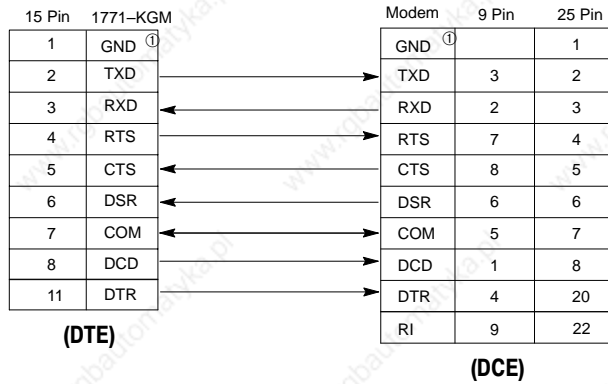 15 Pin 1771–KGM
1 GND ①
2 TXD
3 RXD
4 RTS
5 CTS
6 DSR
7 COM
8 DCD
11 DTR
(DTE)
Modem 9 Pin 25 Pin
GND ① 1
TXD 3 2
RXD 2 3
RTS 7 4
CTS 8 5
DSR 6 6
COM 5 7
DCD 1 8
DTR 4 20
RI 9 22
(DCE)
www.rgbautomatyka.pl